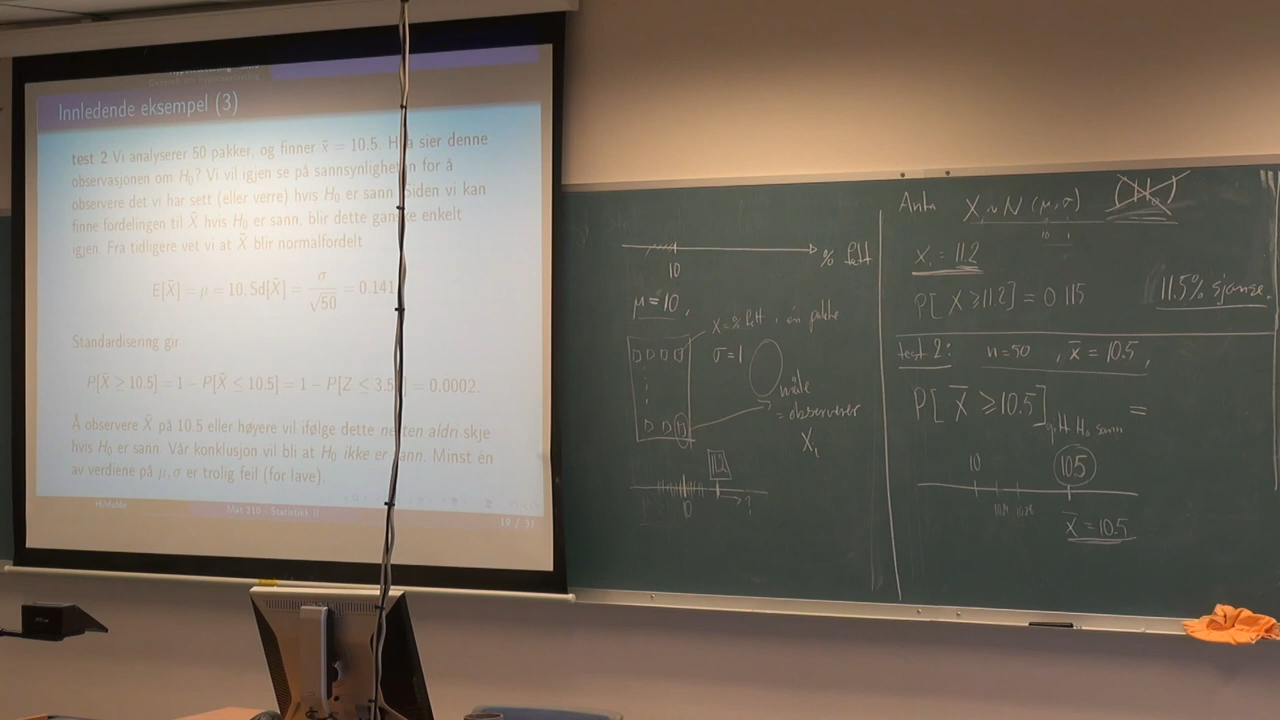 Innledende eksempel (3)
test 2 Vi analyserer 50 pakker, og finner x̄ = 10.5. H a sier denne
observasjonen om H₀? Vi vil igjen se på sannsynligheten for å
observere det vi har sett (eller verre) hvis H₀ er sann. Siden vi kan
finne fordelingen til X̄ hvis H₀ er sann, blir dette ganske enkelt
igjen. Fra tidligere vet vi at X̄ blir normalfordelt
E[X̄] = μ = 10. Sd[X̄] = σ/√50 = 0.141
Standardisering gir
P[X̄ ≥ 10.5] = 1 − P[X̄ ≤ 10.5] = 1 − P[Z ≤ 3.5 ] = 0.0002.
Å observere X̄ på 10.5 eller høyere vil ifølge dette nesten aldri skje
hvis H₀ er sann. Vår konklusjon vil bli at H₀ ikke er sann. Minst én
av verdiene på μ, σ er trolig feil (for lave).
HiMolde
Mat 210 - Statistikk II
19 / 31
% fett
10
μ = 10,
X = % fett i én pakke
σ = 1
måle
= observerer
X₁
11.2
10
?
Anta X₁ ~ N(μ, σ)
10 1
x₁ = 11.2
P[X ≥ 11.2] = 0.115
11.5% sjanse.
test 2: n = 50, x̄ = 10.5,
P[X̄ ≥ 10.5] gitt H₀ sann =
10
10.5
x̄ = 10.5